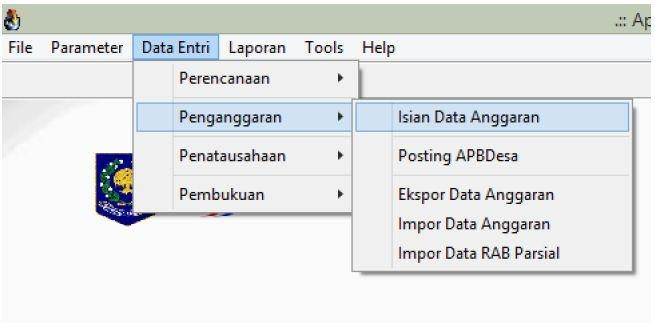 .:: Ap
File Parameter Data Entri Laporan Tools Help
Perencanaan
Penganggaran
Penatausahaan
Pembukuan
Isian Data Anggaran
Posting APBDesa
Ekspor Data Anggaran
Impor Data Anggaran
Impor Data RAB Parsial